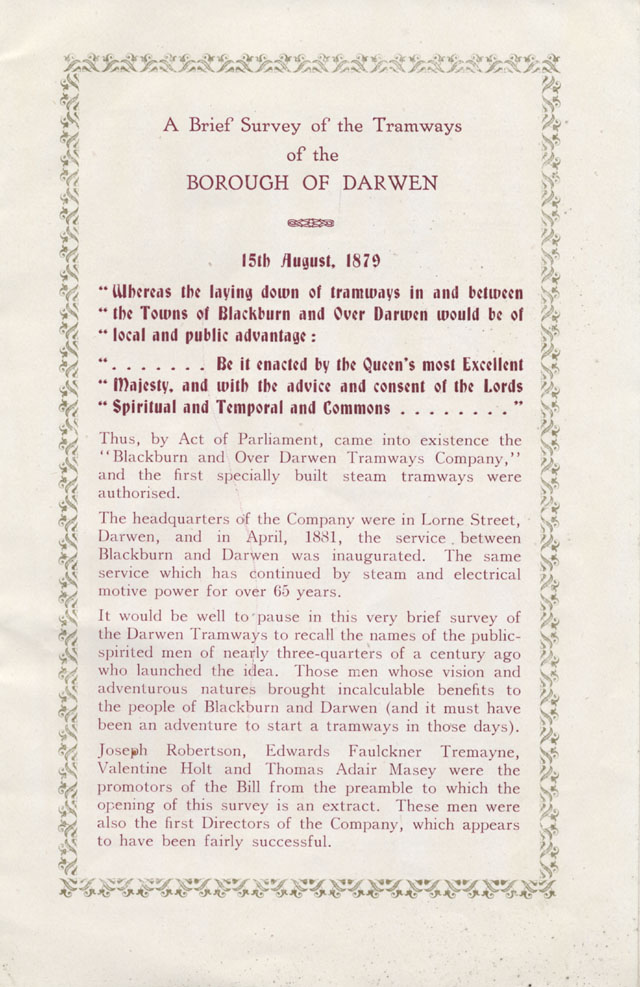 A Brief Survey of the Tramways
of the
BOROUGH OF DARWEN
15th August, 1879
" Whereas the laying down of tramways in and between
" the Towns of Blackburn and Over Darwen would be of
" local and public advantage :
" . . . . . . . Be it enacted by the Queen's most Excellent
" Majesty, and with the advice and consent of the Lords
" Spiritual and Temporal and Commons . . . . . . . . "
Thus, by Act of Parliament, came into existence the
"Blackburn and Over Darwen Tramways Company,"
and the first specially built steam tramways were
authorised.
The headquarters of the Company were in Lorne Street,
Darwen, and in April, 1881, the service between
Blackburn and Darwen was inaugurated. The same
service which has continued by steam and electrical
motive power for over 65 years.
It would be well to pause in this very brief survey of
the Darwen Tramways to recall the names of the public-
spirited men of nearly three-quarters of a century ago
who launched the idea. Those men whose vision and
adventurous natures brought incalculable benefits to
the people of Blackburn and Darwen (and it must have
been an adventure to start a tramways in those days).
Joseph Robertson, Edwards Faulckner Tremayne,
Valentine Holt and Thomas Adair Masey were the
promotors of the Bill from the preamble to which the
opening of this survey is an extract. These men were
also the first Directors of the Company, which appears
to have been fairly successful.